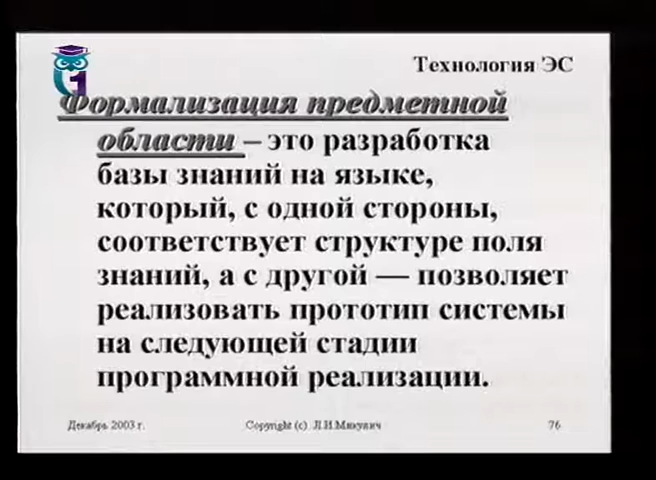 Технология ЭС
Формализация предметной
области – это разработка
базы знаний на языке,
который, с одной стороны,
соответствует структуре поля
знаний, а с другой — позволяет
реализовать прототип системы
на следующей стадии
программной реализации.
Декабрь 2003 г. Copyright (c) Л.И.Микулич 76